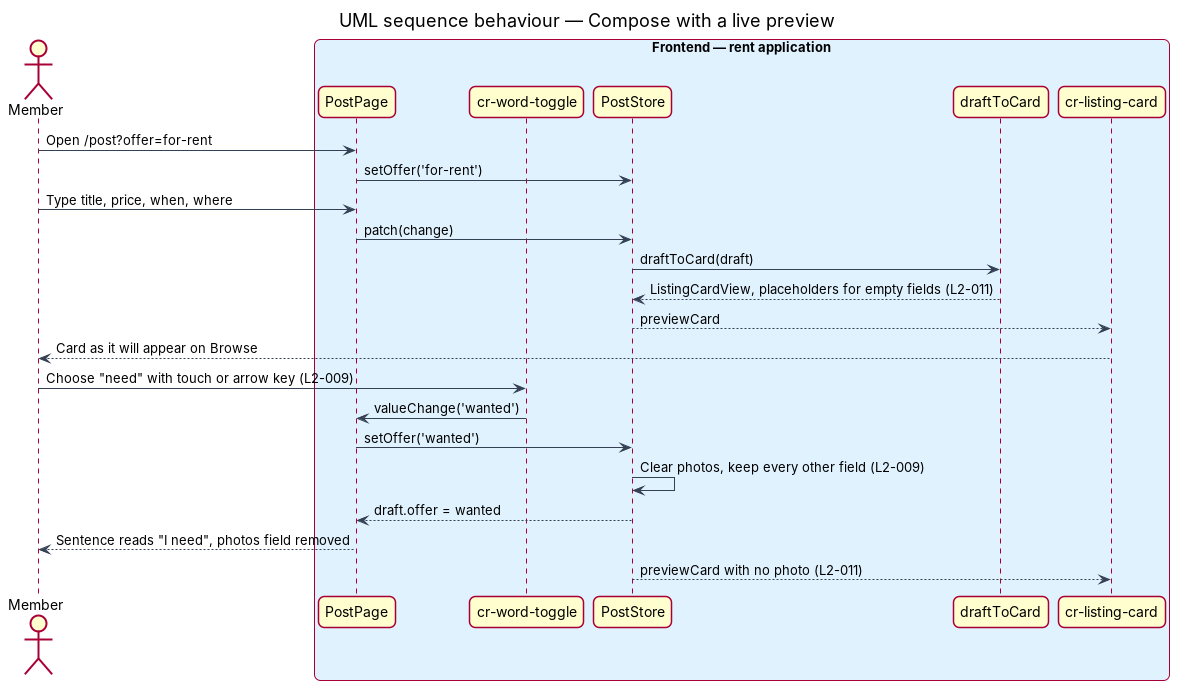 UML sequence behaviour — Compose with a live preview
Frontend — rent application
Member
PostPage
cr-word-toggle
PostStore
draftToCard
cr-listing-card
Open /post?offer=for-rent
setOffer('for-rent')
Type title, price, when, where
patch(change)
draftToCard(draft)
ListingCardView, placeholders for empty fields (L2-011)
previewCard
Card as it will appear on Browse
Choose "need" with touch or arrow key (L2-009)
valueChange('wanted')
setOffer('wanted')
Clear photos, keep every other field (L2-009)
draft.offer = wanted
Sentence reads "I need", photos field removed
previewCard with no photo (L2-011)
Member
PostPage
cr-word-toggle
PostStore
draftToCard
cr-listing-card